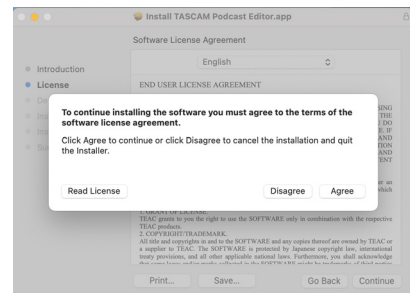 Install TASCAM Podcast Editor.app
Software License Agreement
English
Introduction
License
END USER LICENSE AGREEMENT
To continue installing the software you must agree to the terms of the
software license agreement.
Click Agree to continue or click Disagree to cancel the installation and quit
the Installer.
Read License
Disagree
Agree
1. GRANT OF LICENSE.
TEAC grants to you the right to use the SOFTWARE only in combination with the respective
TEAC products.
2. COPYRIGHT/TRADEMARK.
All title and copyrights in and to the SOFTWARE and any copies thereof are owned by TEAC or
a supplier to TEAC. The SOFTWARE is protected by Japanese copyright law, international
treaty provisions, and all other applicable national laws. Furthermore, you shall acknowledge
Print...
Save...
Go Back
Continue